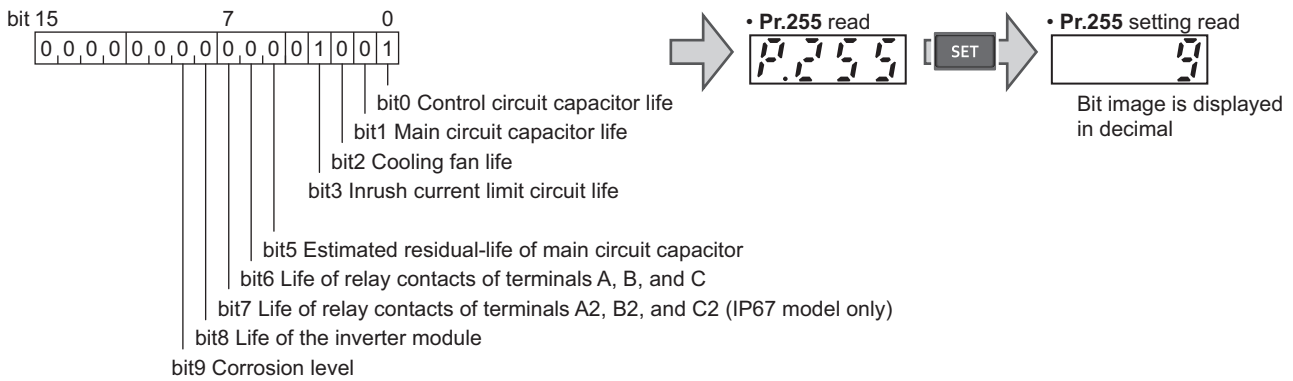 bit 15 7 0
0 0 0 0 0 0 0 0 0 0 0 0 1 0 0 1
bit0 Control circuit capacitor life
bit1 Main circuit capacitor life
bit2 Cooling fan life
bit3 Inrush current limit circuit life
bit5 Estimated residual-life of main circuit capacitor
bit6 Life of relay contacts of terminals A, B, and C
bit7 Life of relay contacts of terminals A2, B2, and C2 (IP67 model only)
bit8 Life of the inverter module
bit9 Corrosion level
• Pr.255 read
P.255
SET
• Pr.255 setting read
9
Bit image is displayed
in decimal